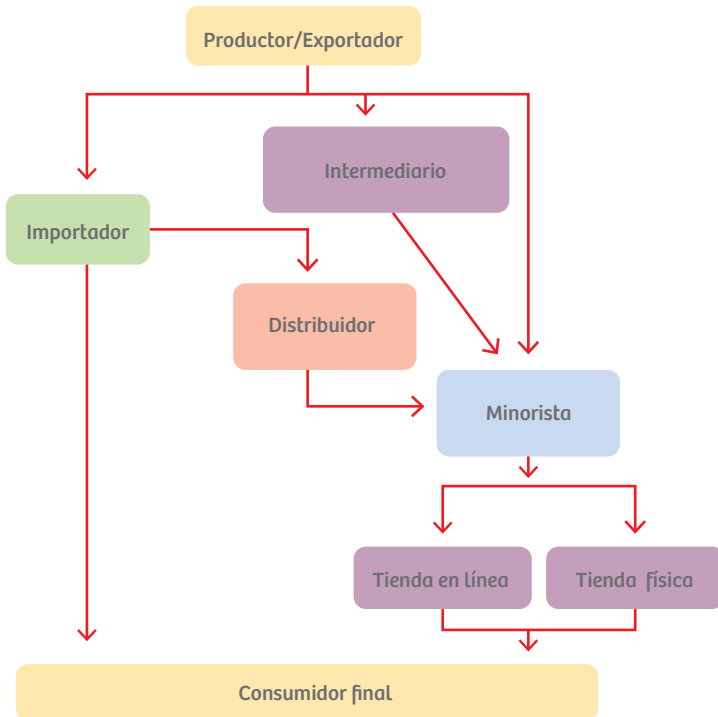 Productor/Exportador
Intermediario
Importador
Distribuidor
Minorista
Tienda en línea
Tienda física
Consumidor final